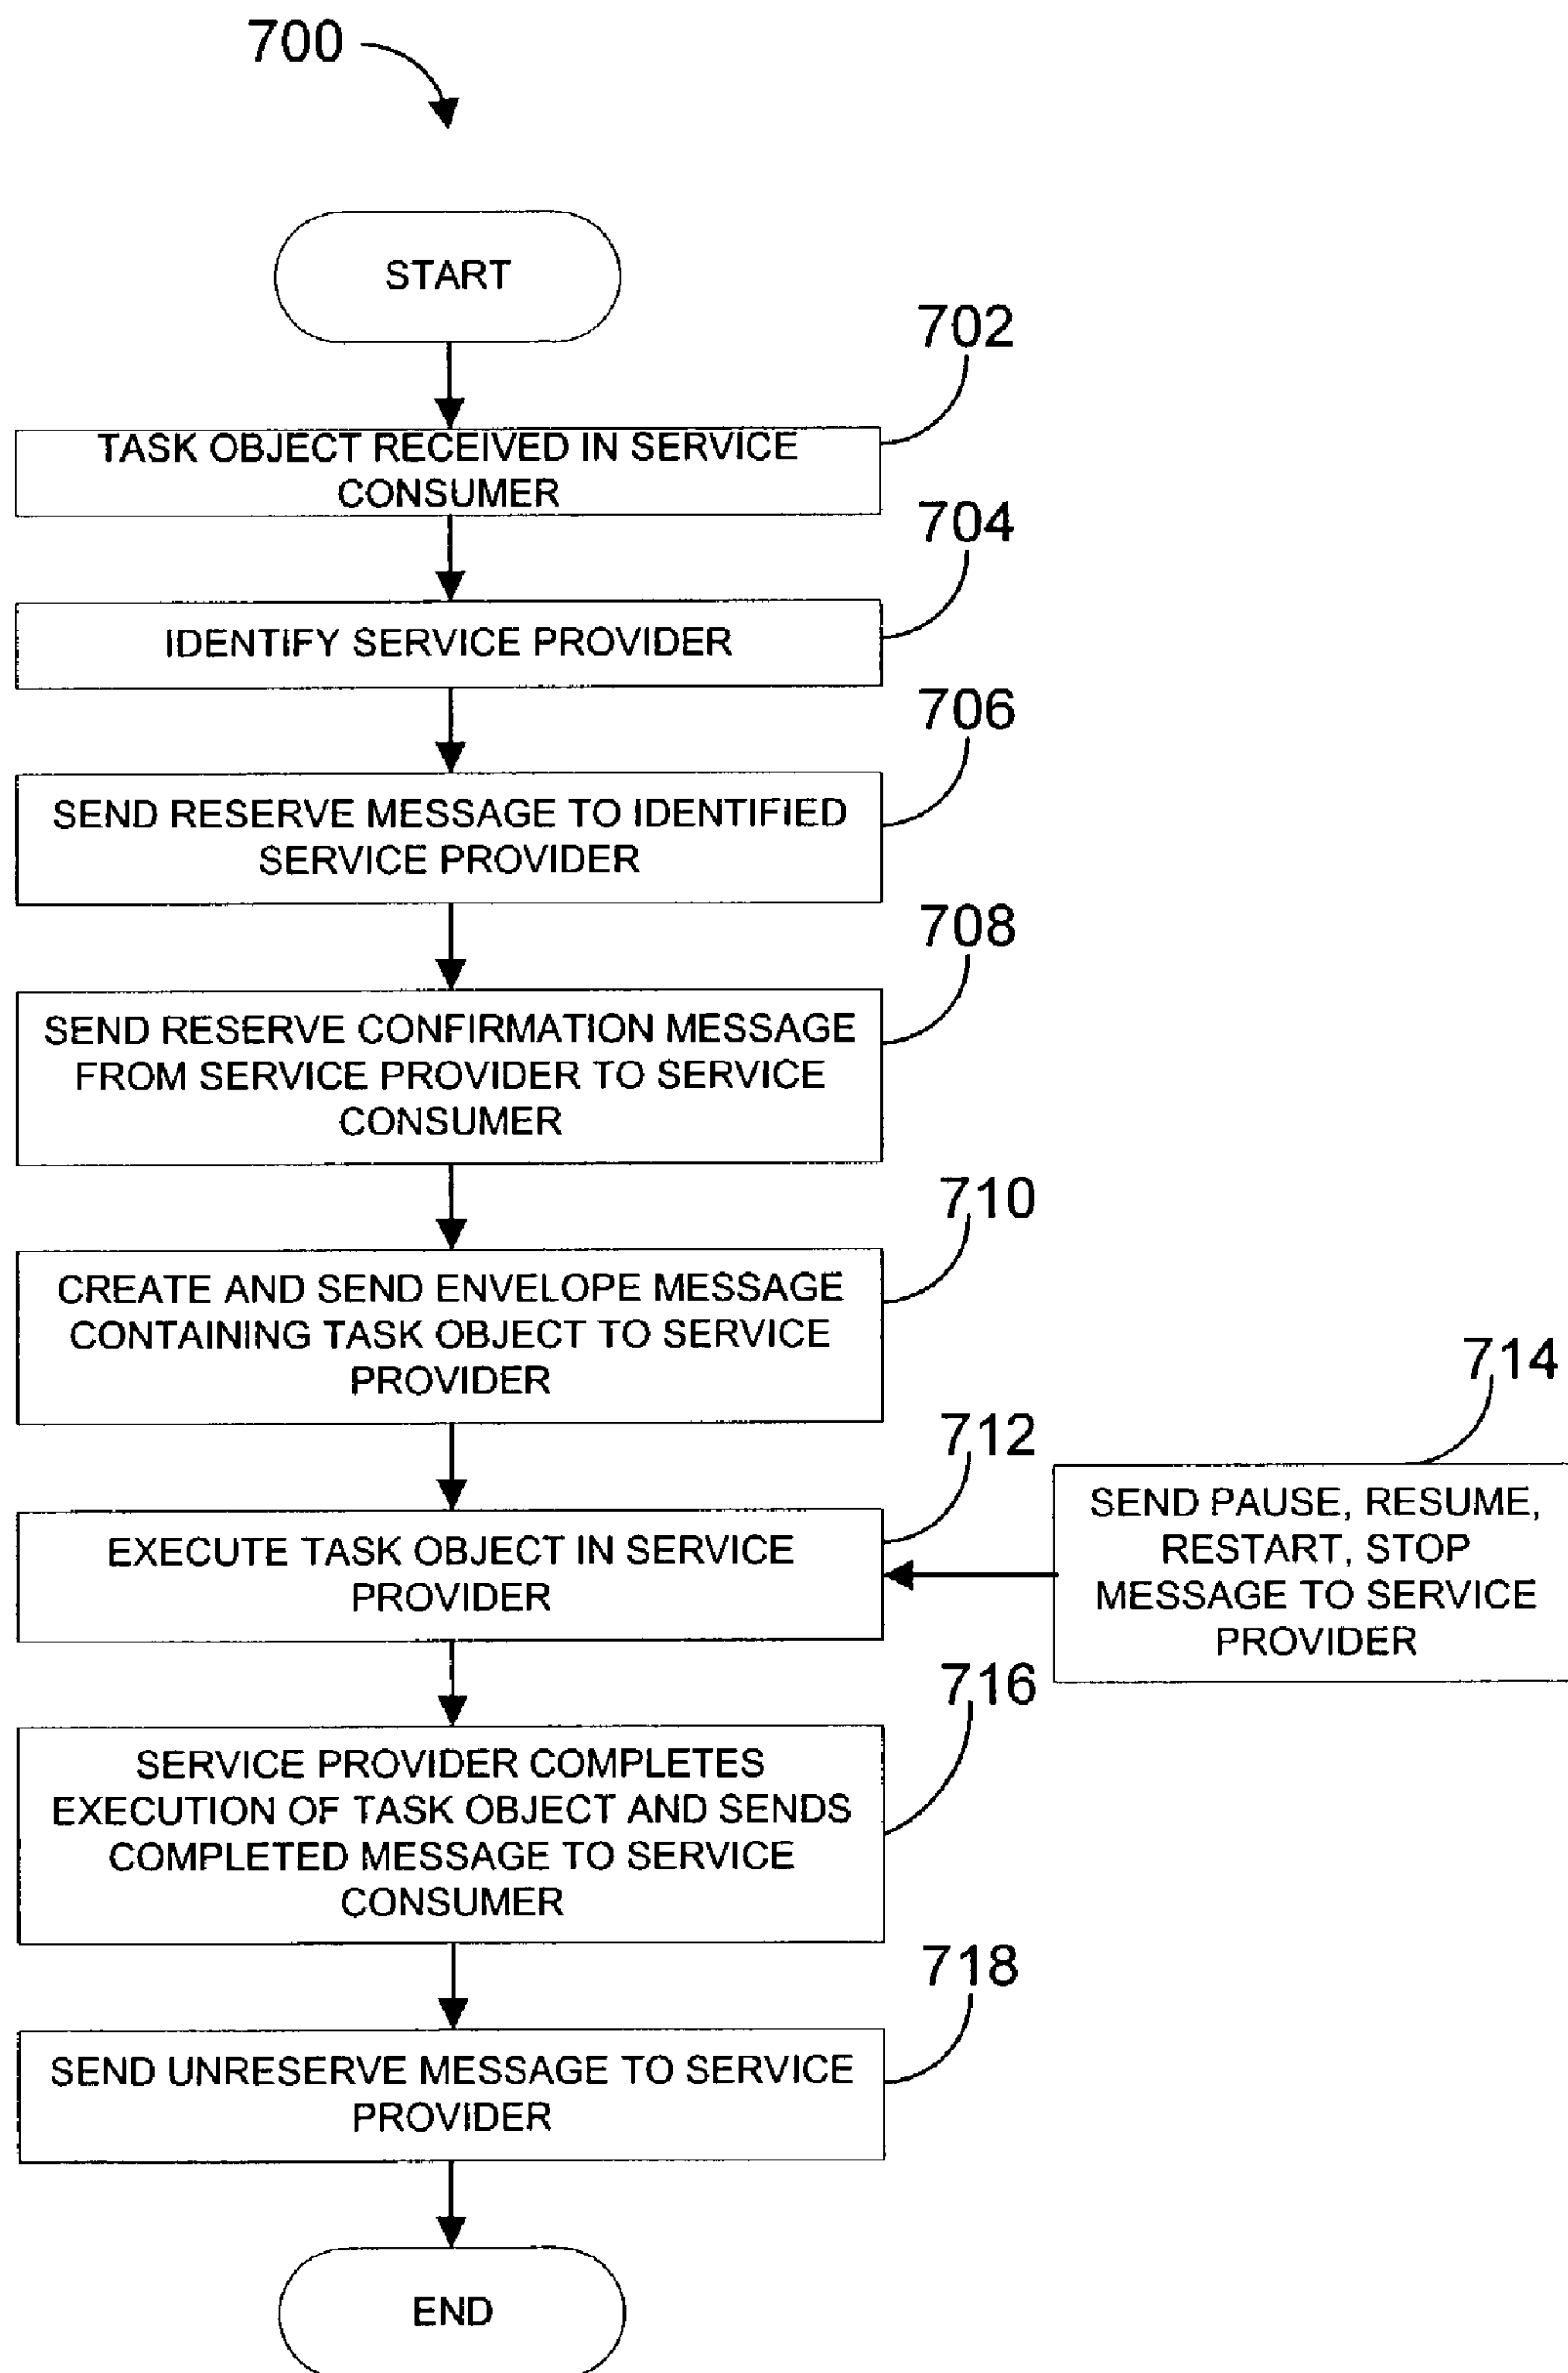 700
START
702
TASK OBJECT RECEIVED IN SERVICE
CONSUMER
704
IDENTIFY SERVICE PROVIDER
706
SEND RESERVE MESSAGE TO IDENTIFIED
SERVICE PROVIDER
708
SEND RESERVE CONFIRMATION MESSAGE
FROM SERVICE PROVIDER TO SERVICE
CONSUMER
710
CREATE AND SEND ENVELOPE MESSAGE
CONTAINING TASK OBJECT TO SERVICE
PROVIDER
712
EXECUTE TASK OBJECT IN SERVICE
PROVIDER
714
SEND PAUSE, RESUME,
RESTART, STOP
MESSAGE TO SERVICE
PROVIDER
716
SERVICE PROVIDER COMPLETES
EXECUTION OF TASK OBJECT AND SENDS
COMPLETED MESSAGE TO SERVICE
CONSUMER
718
SEND UNRESERVE MESSAGE TO SERVICE
PROVIDER
END